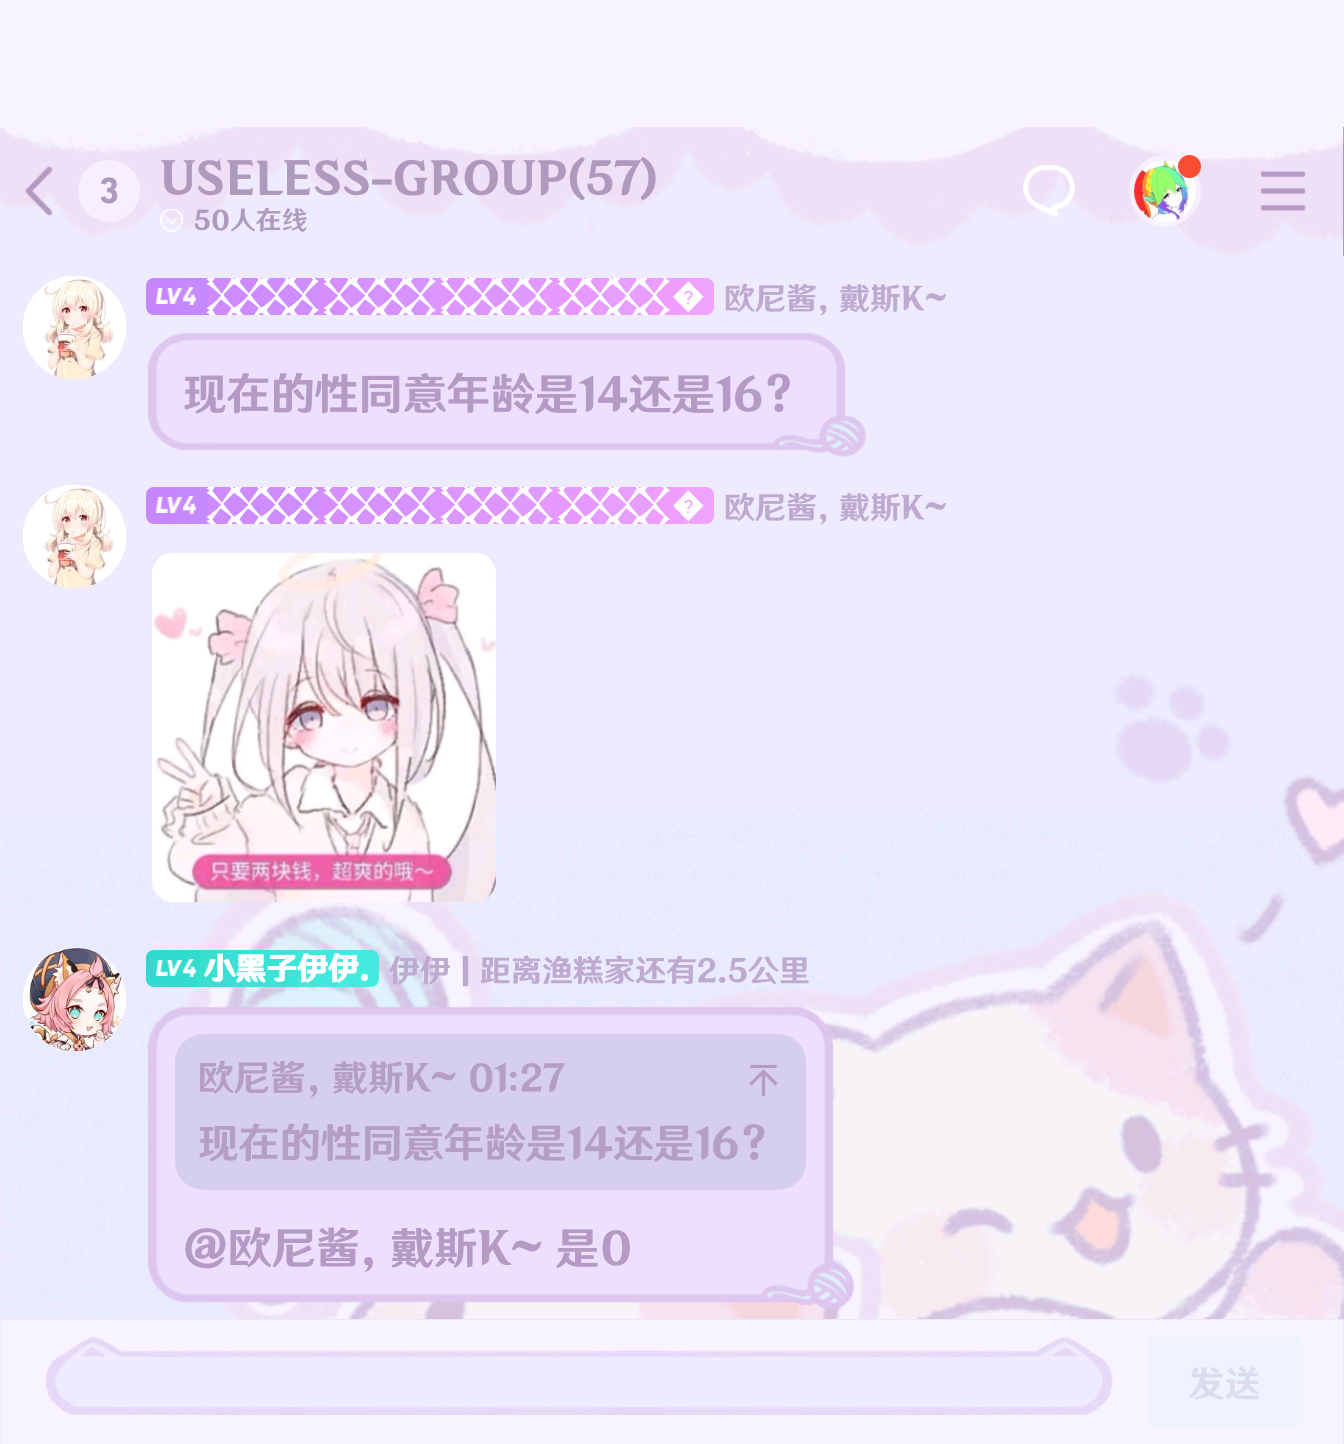 3
USELESS-GROUP(57)
50人在线
LV4 ? 欧尼酱，戴斯K~
现在的性同意年龄是14还是16？
LV4 ? 欧尼酱，戴斯K~
只要两块钱，超爽的哦～
LV4 小黑子伊伊. 伊伊 | 距离渔糕家还有2.5公里
欧尼酱，戴斯K~ 01:27
现在的性同意年龄是14还是16？
@欧尼酱，戴斯K~ 是0
发送